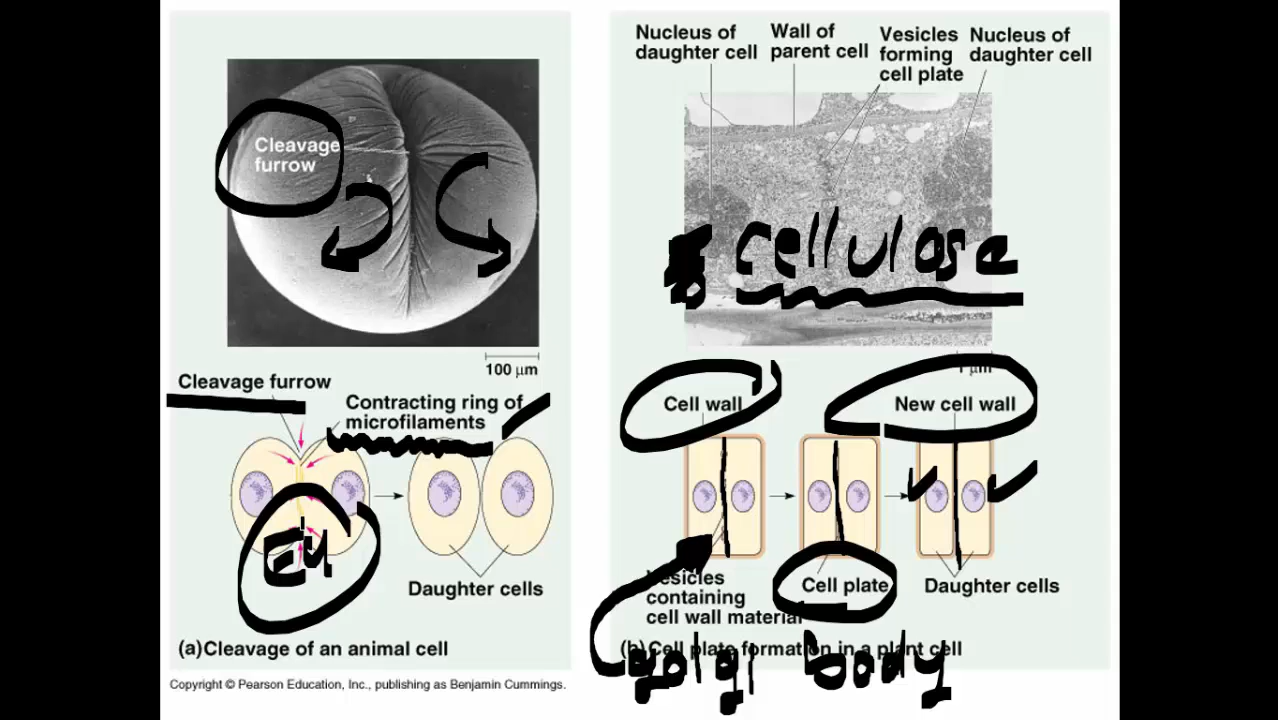 Nucleus of
daughter cell
Wall of
parent cell
Vesicles
forming
cell plate
Nucleus of
daughter cell
Cleavage
furrow
cellulose
100 µm
1 µm
Cleavage furrow
Contracting ring of
microfilaments
Cell wall
New cell wall
Daughter cells
Vesicles
containing
cell wall material
Cell plate
Daughter cells
(a)Cleavage of an animal cell
(b)Cell plate formation in a plant cell
golgi body
Copyright © Pearson Education, Inc., publishing as Benjamin Cummings.